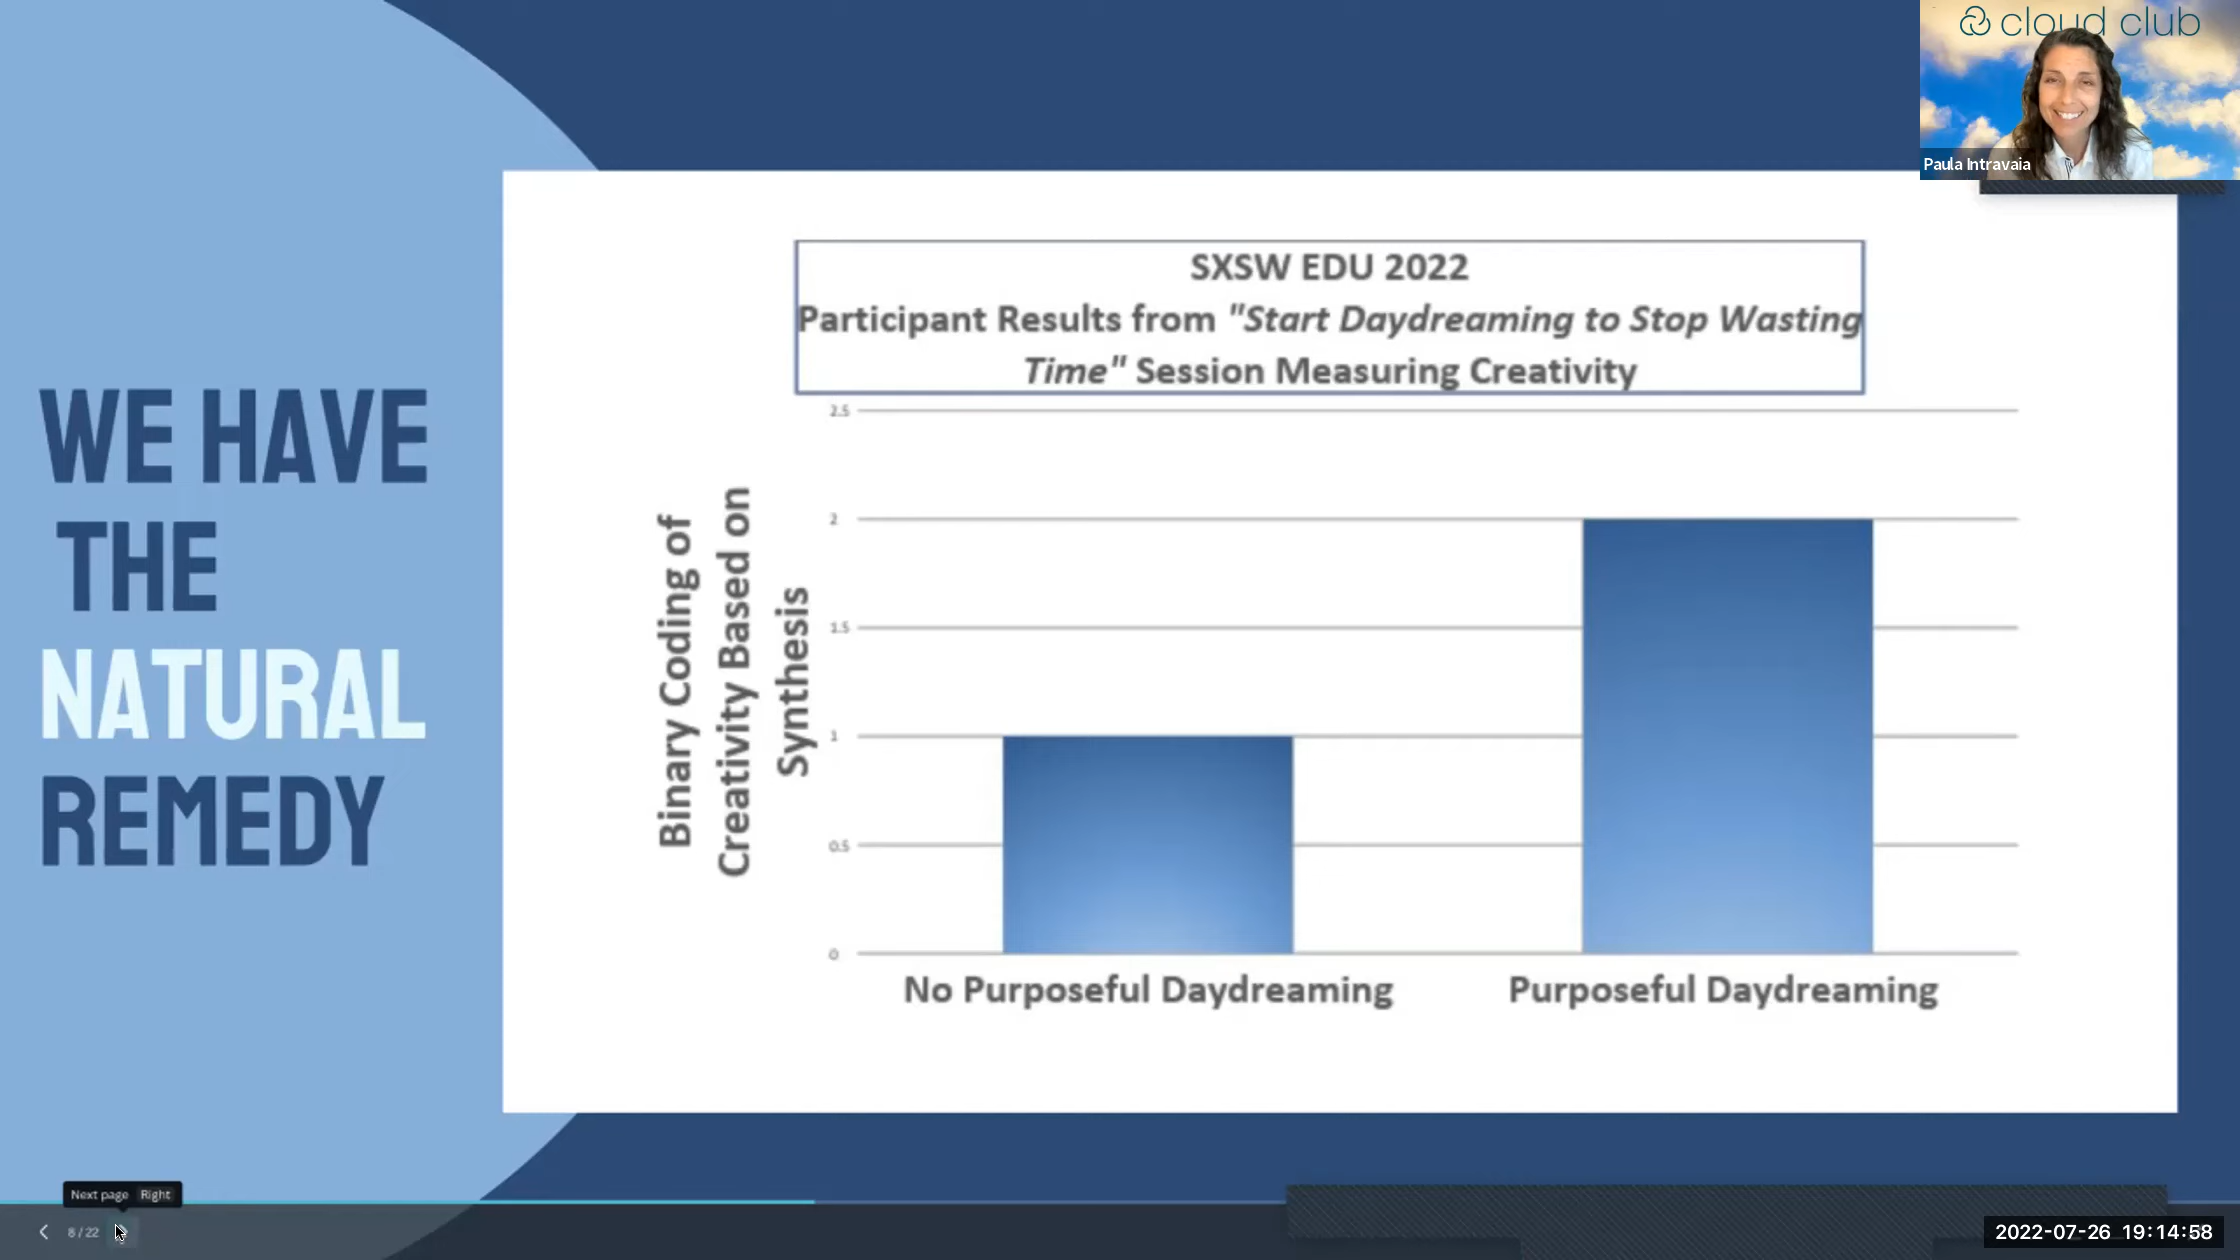 cloud club
Paula Intravaia
WE HAVE
THE
NATURAL
REMEDY
SXSW EDU 2022
Participant Results from "Start Daydreaming to Stop Wasting
Time" Session Measuring Creativity
Binary Coding of
Creativity Based on
Synthesis
2.5
2
1.5
1
0.5
0
No Purposeful Daydreaming
Purposeful Daydreaming
Next page Right
8 / 22
2022-07-26 19:14:58